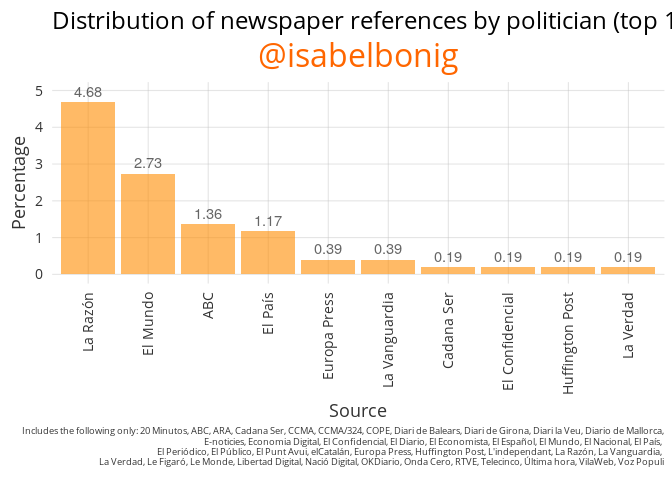 Distribution of newspaper references by politician (top 1
@isabelbonig
Percentage
5
4
3
2
1
0
4.68
2.73
1.36
1.17
0.39
0.39
0.19
0.19
0.19
0.19
La Razón
El Mundo
ABC
El País
Europa Press
La Vanguardia
Cadana Ser
El Confidencial
Huffington Post
La Verdad
Source
Includes the following only: 20 Minutos, ABC, ARA, Cadana Ser, CCMA, CCMA/324, COPE, Diari de Balears, Diari de Girona, Diari la Veu, Diario de Mallorca,
E-noticies, Economia Digital, El Confidencial, El Diario, El Economista, El Español, El Mundo, El Nacional, El País,
El Periódico, El Público, El Punt Avui, elCatalán, Europa Press, Huffington Post, L'independant, La Razón, La Vanguardia,
La Verdad, Le Figaró, Le Monde, Libertad Digital, Nació Digital, OKDiario, Onda Cero, RTVE, Telecinco, Última hora, VilaWeb, Voz Populi